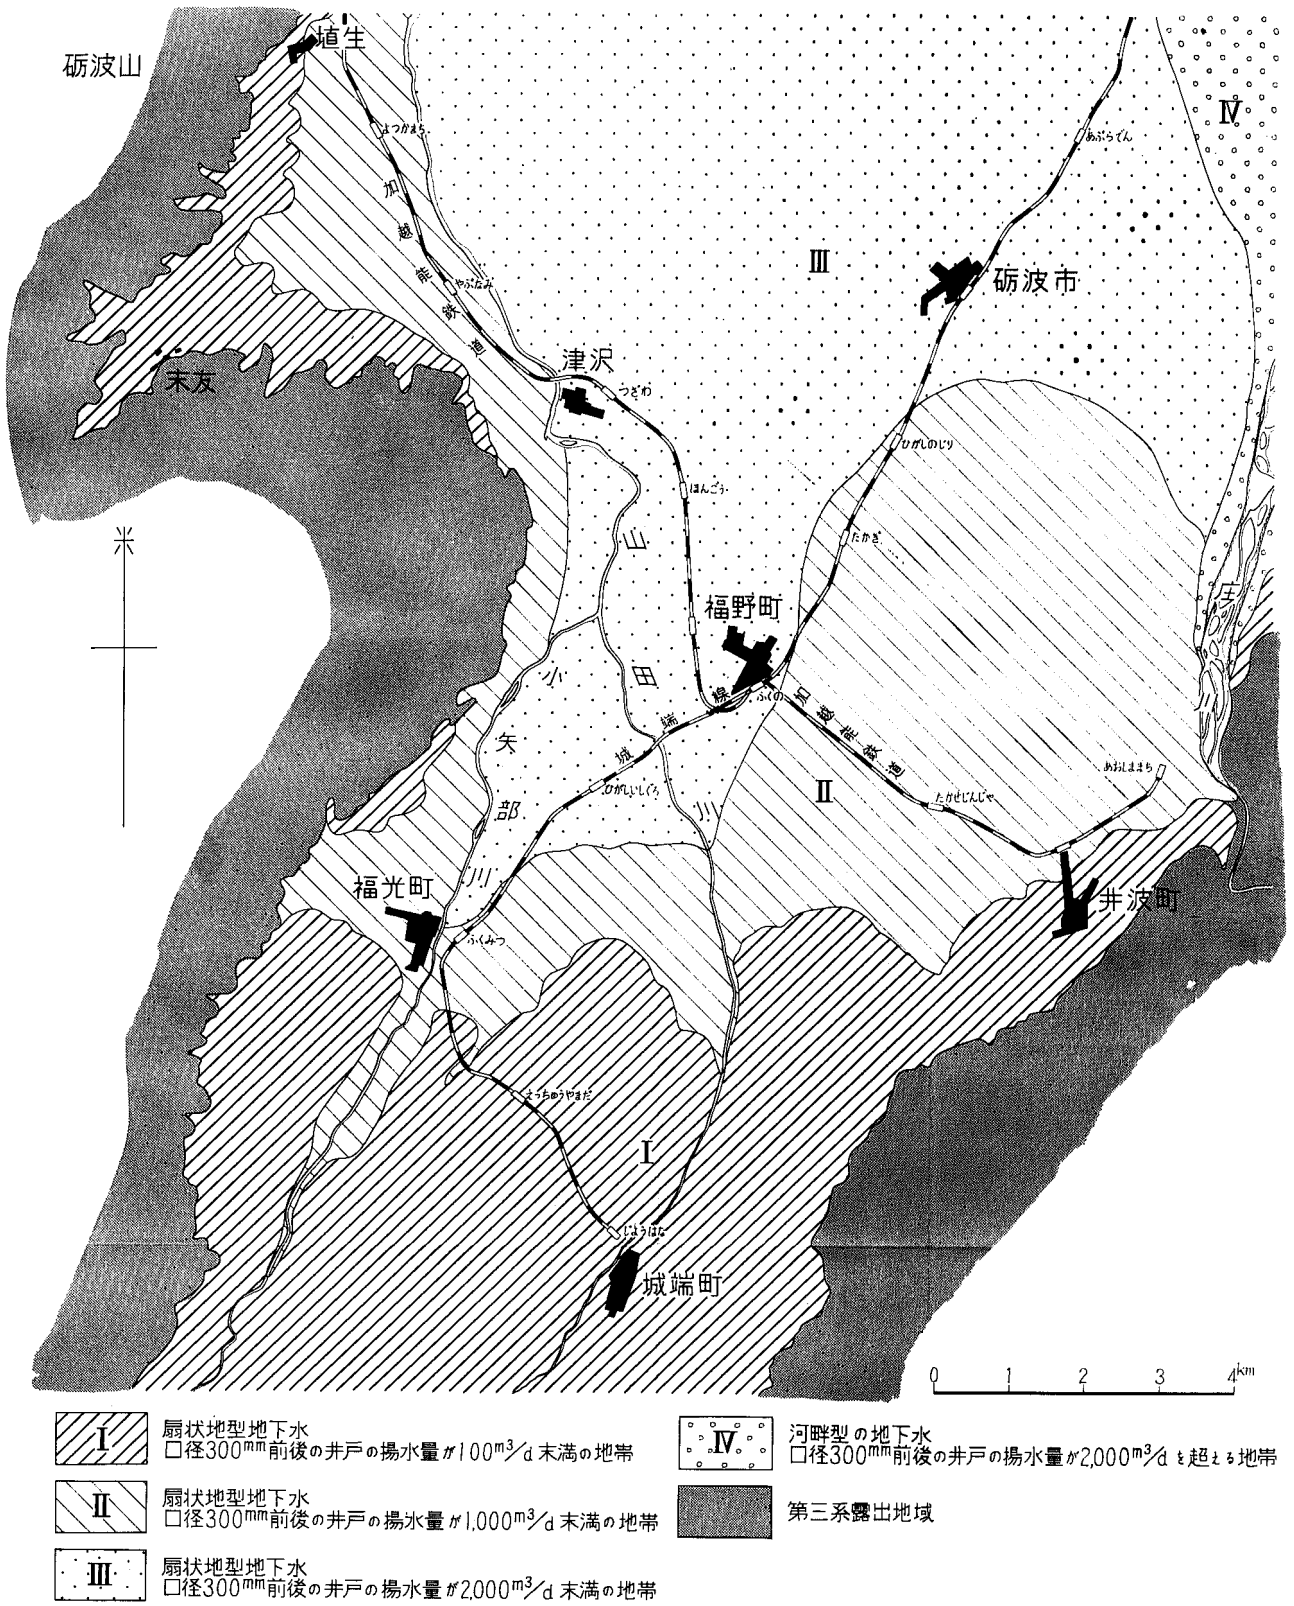 埴生
砺波山
よつかまち
あぶらでん
Ⅳ
加越能鉄道
やぶなみ
Ⅲ
砺波市
津沢
つざわ
末友
ひがしのじり
ほんごう
たかぎ
山田川
庄
福野町
ふくの
小矢部川
城端線
加越能鉄道
ひがしいしぐろ
Ⅱ
あおしままち
たかせじんじゃ
福光町
ふくみつ
井波町
えっちゅうやまだ
Ⅰ
じょうはな
城端町
0 1 2 3 4km
Ⅰ
扇状地型地下水
口径300mm前後の井戸の揚水量が100m³/d末満の地帯
Ⅱ
扇状地型地下水
口径300mm前後の井戸の揚水量が1,000m³/d末満の地帯
Ⅲ
扇状地型地下水
口径300mm前後の井戸の揚水量が2,000m³/d末満の地帯
Ⅳ
河畔型の地下水
口径300mm前後の井戸の揚水量が2,000m³/dを超える地帯
第三系露出地域